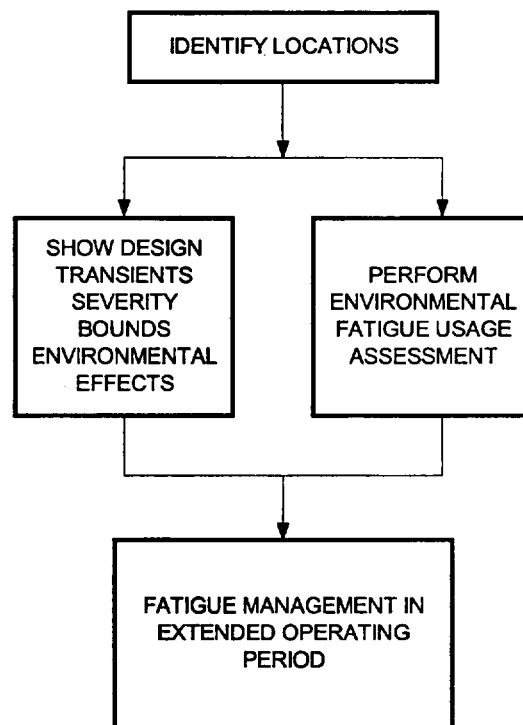 IDENTIFY LOCATIONS
SHOW DESIGN
TRANSIENTS
SEVERITY
BOUNDS
ENVIRONMENTAL
EFFECTS
PERFORM
ENVIRONMENTAL
FATIGUE USAGE
ASSESSMENT
FATIGUE MANAGEMENT IN
EXTENDED OPERATING
PERIOD